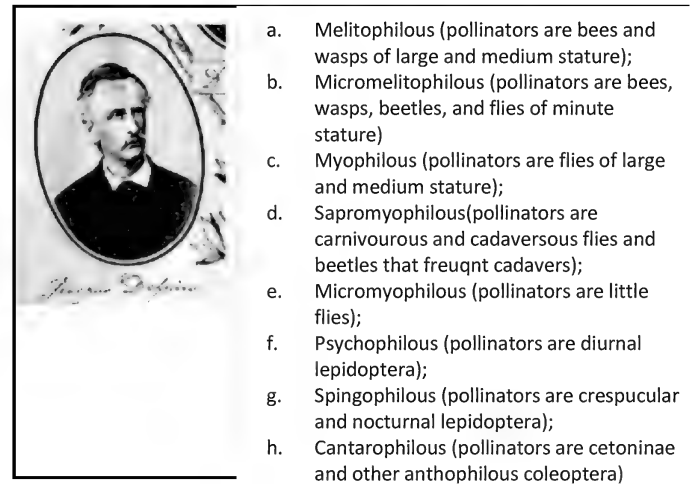 a. Melitophilous (pollinators are bees and
wasps of large and medium stature);
b. Micromelitophilous (pollinators are bees,
wasps, beetles, and flies of minute
stature)
c. Myophilous (pollinators are flies of large
and medium stature);
d. Sapromyophilous(pollinators are
carnivourous and cadaversous flies and
beetles that freuqnt cadavers);
e. Micromyophilous (pollinators are little
flies);
f. Psychophilous (pollinators are diurnal
lepidoptera);
g. Spingophilous (pollinators are crespucular
and nocturnal lepidoptera);
h. Cantarophilous (pollinators are cetoninae
and other anthophilous coleoptera)